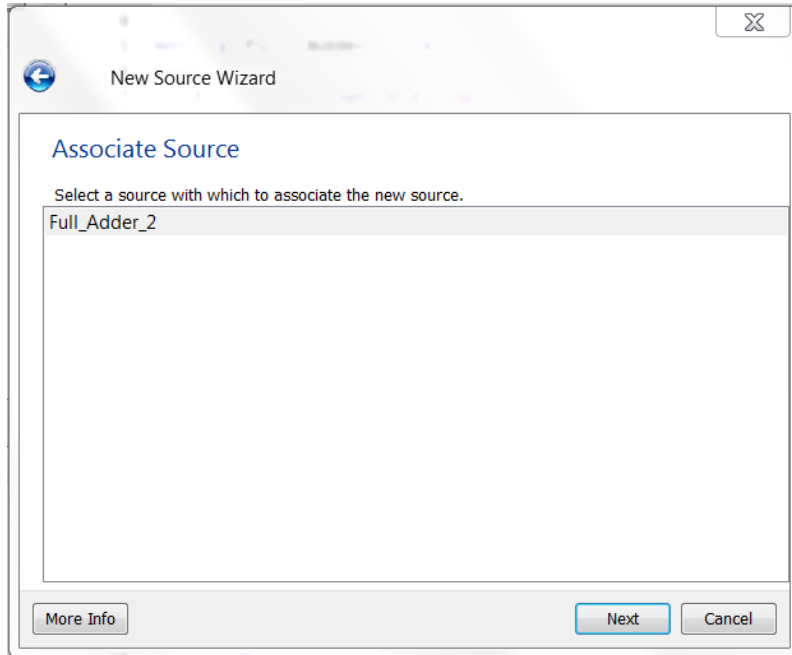 New Source Wizard
Associate Source
Select a source with which to associate the new source.
Full_Adder_2
More Info
Next
Cancel